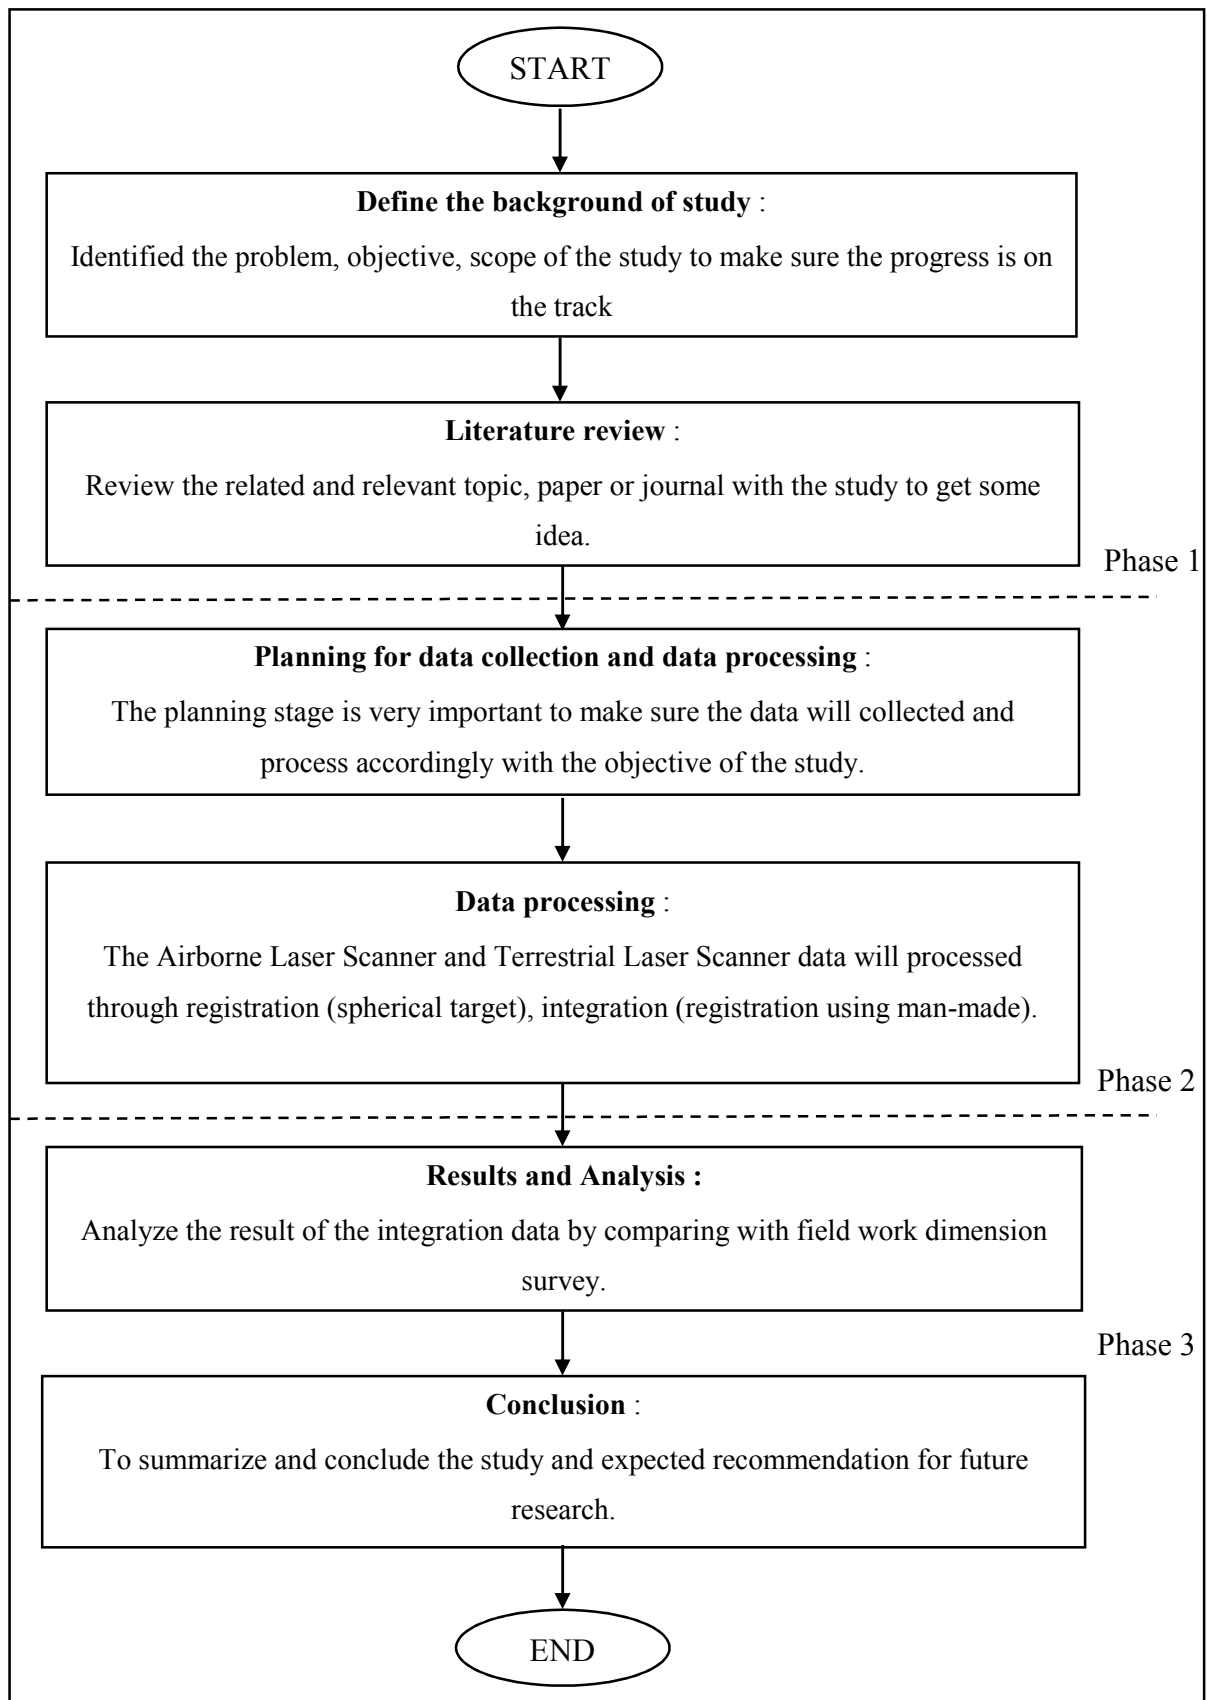 START
Define the background of study :
Identified the problem, objective, scope of the study to make sure the progress is on
the track
Literature review :
Review the related and relevant topic, paper or journal with the study to get some
idea.
Phase 1
Planning for data collection and data processing :
The planning stage is very important to make sure the data will collected and
process accordingly with the objective of the study.
Data processing :
The Airborne Laser Scanner and Terrestrial Laser Scanner data will processed
through registration (spherical target), integration (registration using man-made).
Phase 2
Results and Analysis :
Analyze the result of the integration data by comparing with field work dimension
survey.
Phase 3
Conclusion :
To summarize and conclude the study and expected recommendation for future
research.
END